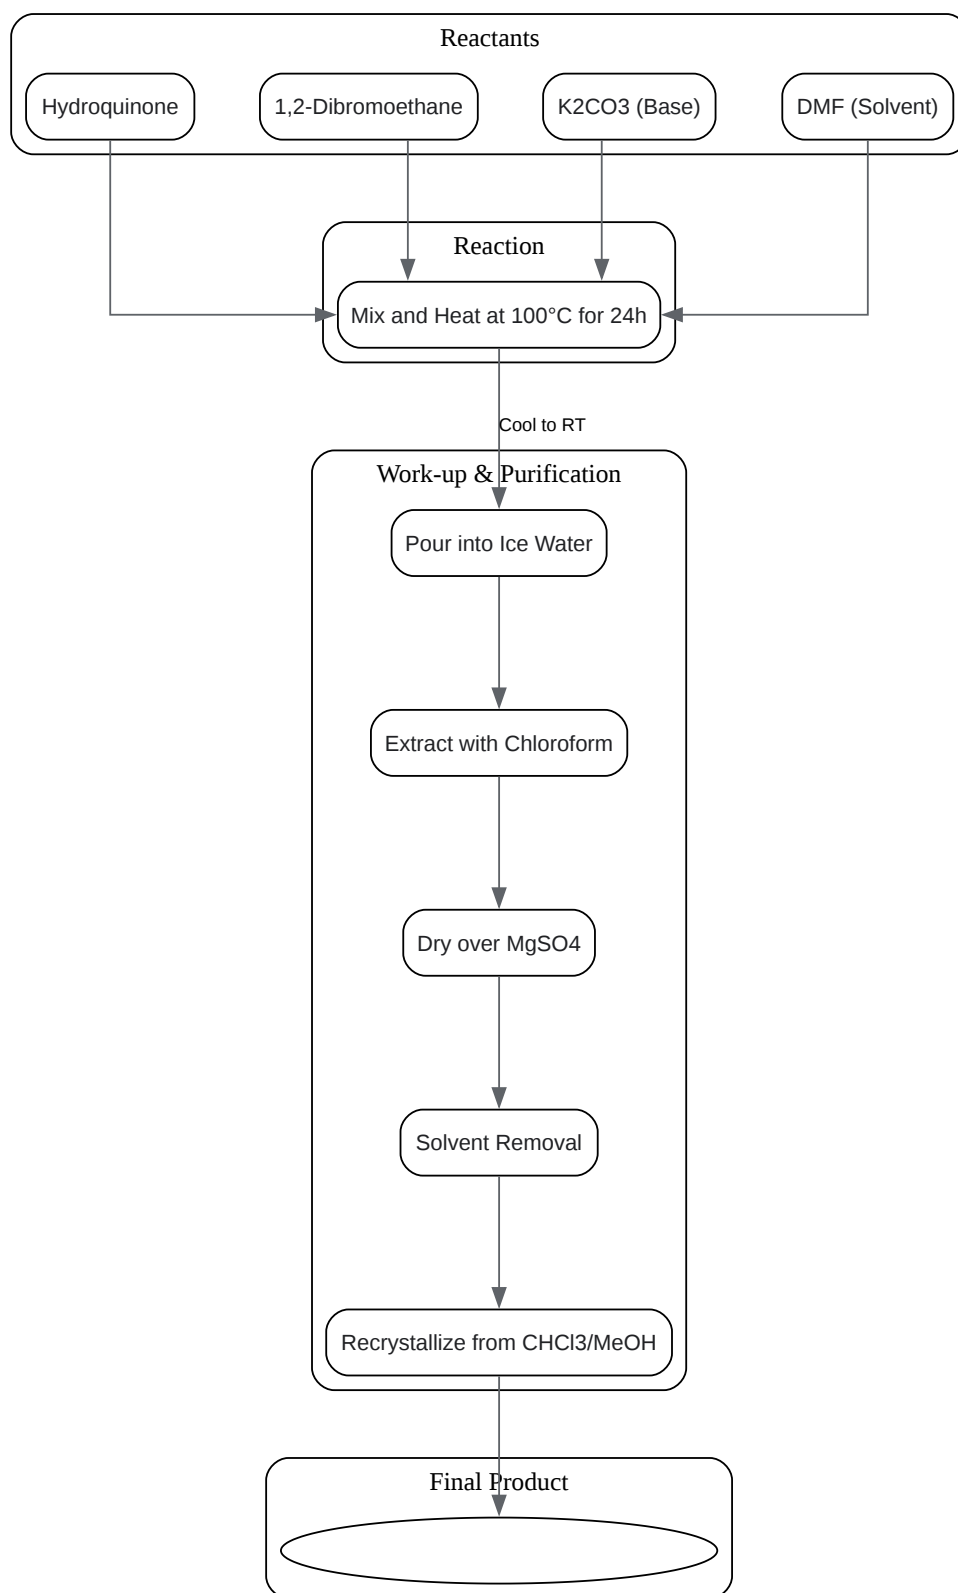 Reactants
Hydroquinone
1,2-Dibromoethane
K2CO3 (Base)
DMF (Solvent)
Reaction
Mix and Heat at 100°C for 24h
Cool to RT
Work-up & Purification
Pour into Ice Water
Extract with Chloroform
Dry over MgSO4
Solvent Removal
Recrystallize from CHCl3/MeOH
Final Product